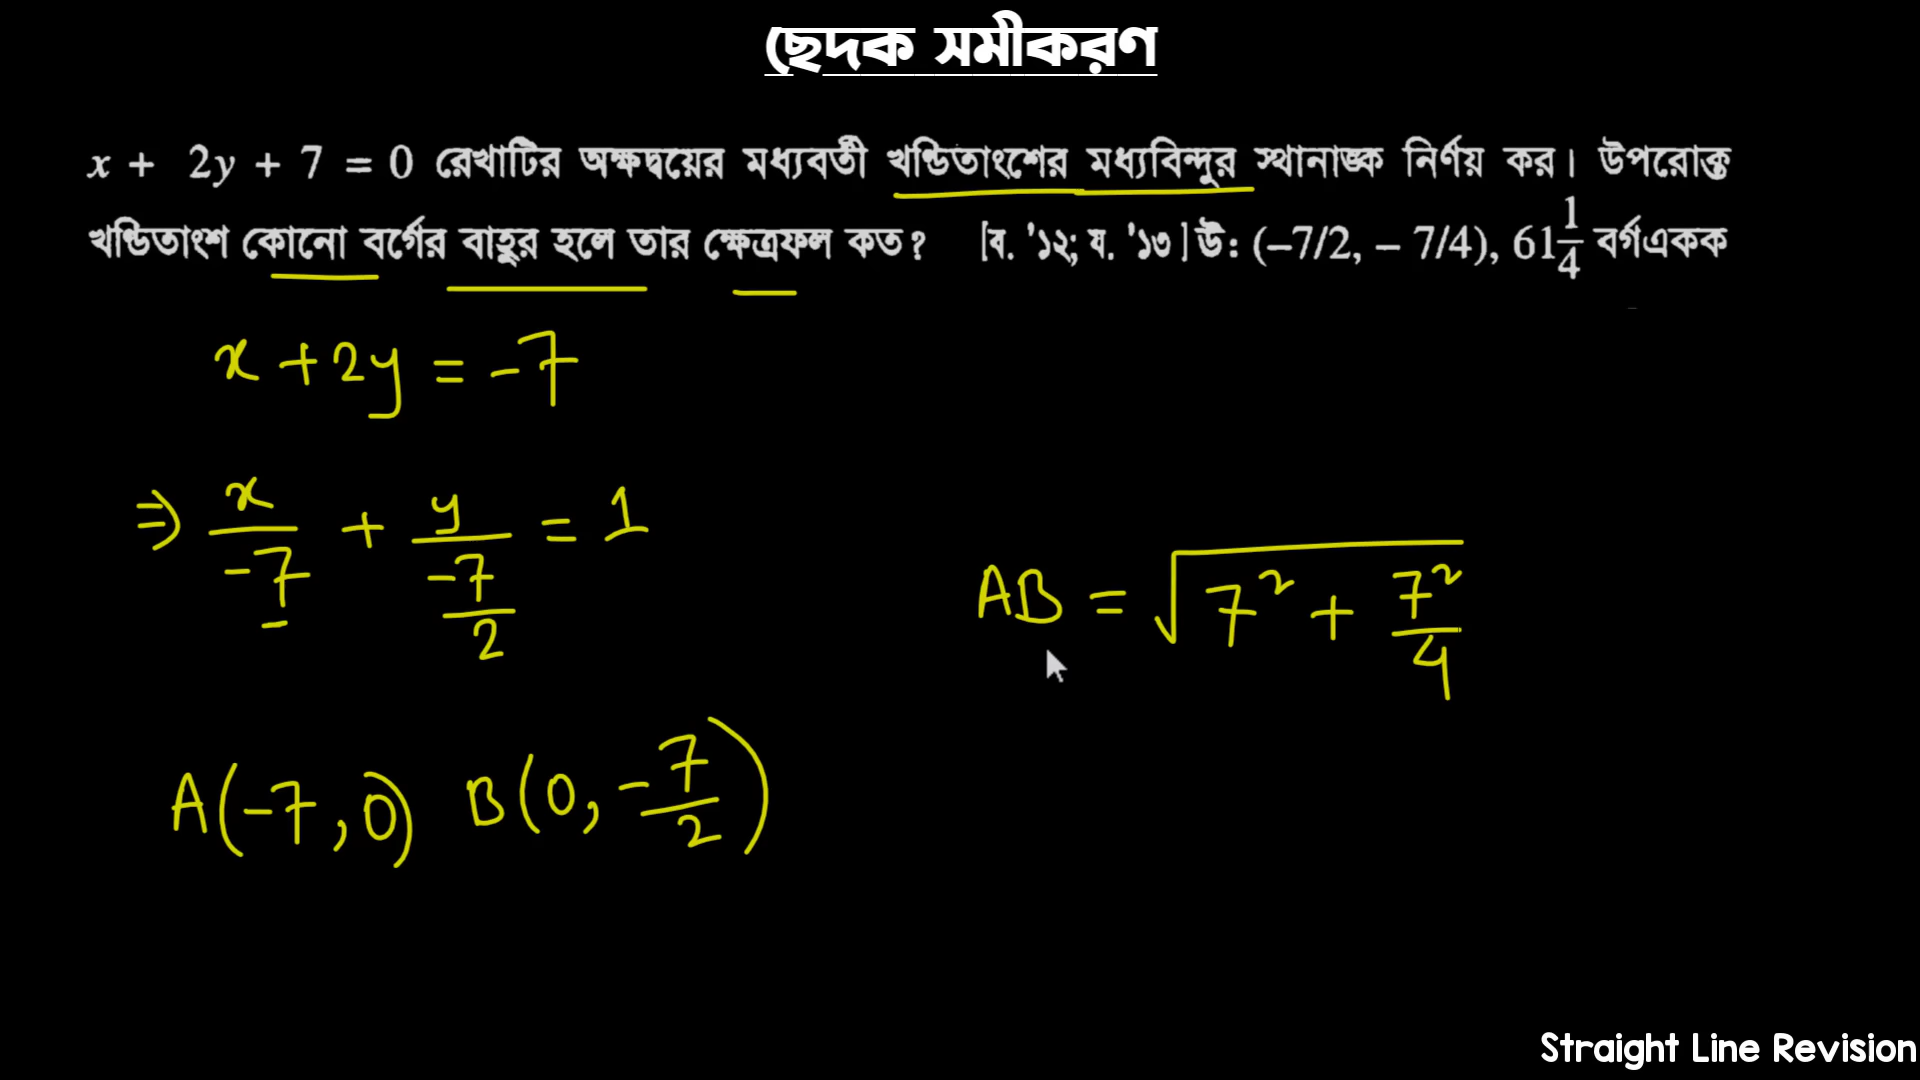 ছেদক সমীকরণ
x + 2y + 7 = 0 রেখাটির অক্ষদ্বয়ের মধ্যবর্তী খণ্ডিতাংশের মধ্যবিন্দুর স্থানাঙ্ক নির্ণয় কর। উপরোক্ত
খণ্ডিতাংশ কোনো বর্গের বাহুর হলে তার ক্ষেত্রফল কত? [ব. '১২; য. '১৩] উঃ (–7/2, – 7/4), 61 1/4 বর্গএকক
x + 2y = -7
⇒ x/-7 + y/(-7/2) = 1
AB = √(7² + 7²/4)
A(-7, 0) B(0, -7/2)
Straight Line Revision